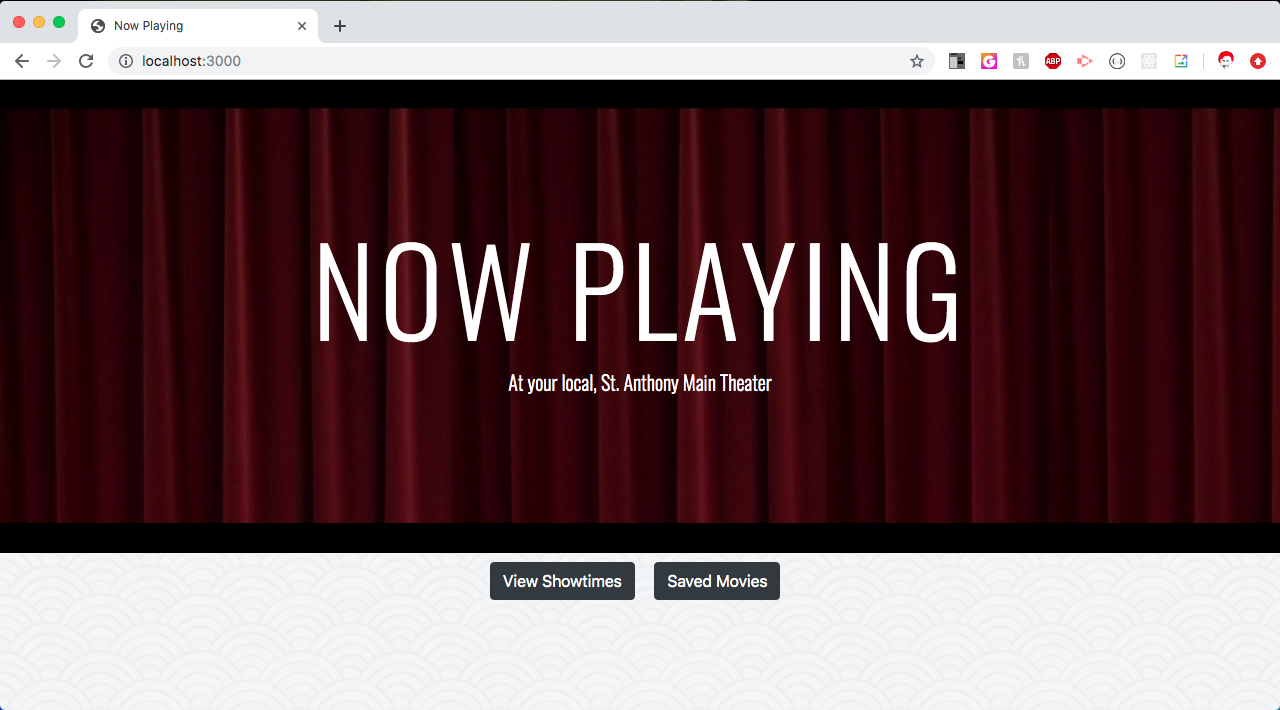 Now Playing
localhost:3000
ABP
NOW PLAYING
At your local, St. Anthony Main Theater
View Showtimes
Saved Movies